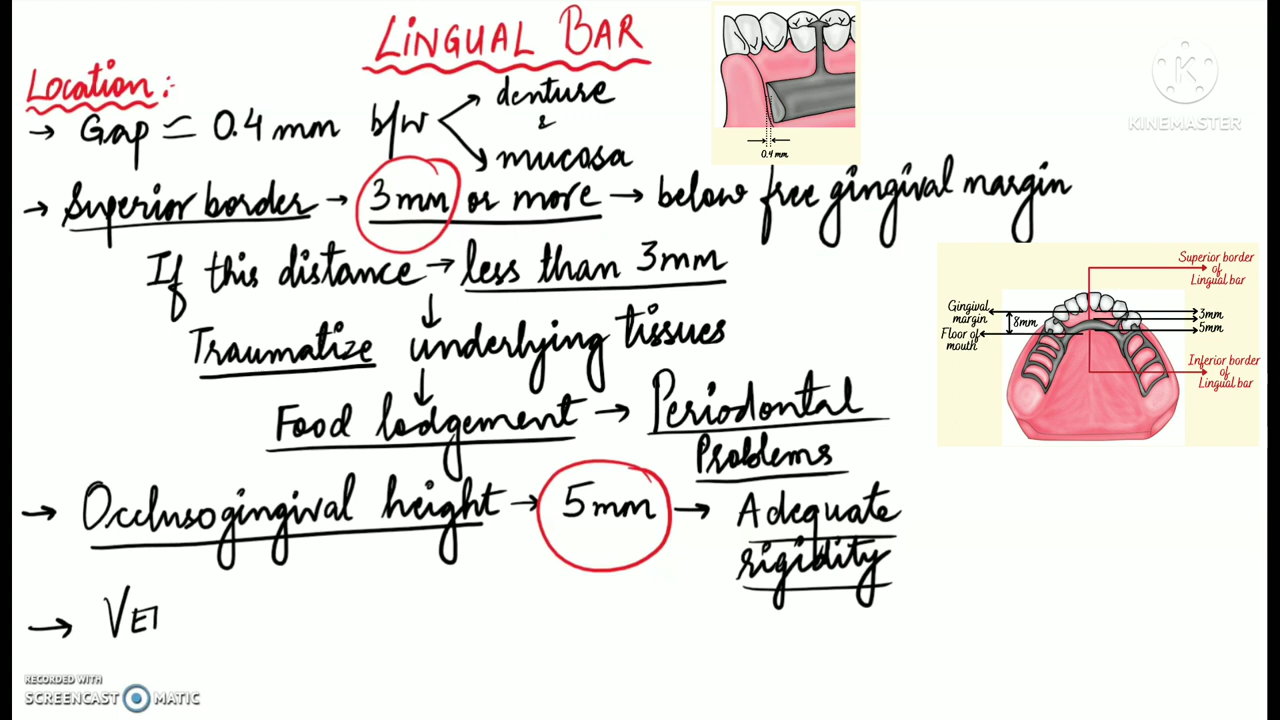 LINGUAL BAR
Location :-
→ Gap = 0.4 mm b/w denture & mucosa
0.4 mm
KINEMASTER
→ Superior border → 3mm or more → below free gingival margin
If this distance → less than 3mm
↓
Traumatize underlying tissues
↓
Food lodgement → Periodontal
Problems
→ Occlusogingival height → 5mm → Adequate
rigidity
→ VE
Superior border
of
Lingual bar
Gingival
margin
8mm
3mm
5mm
Floor of
mouth
Inferior border
of
Lingual bar
RECORDED WITH
SCREENCAST MATIC